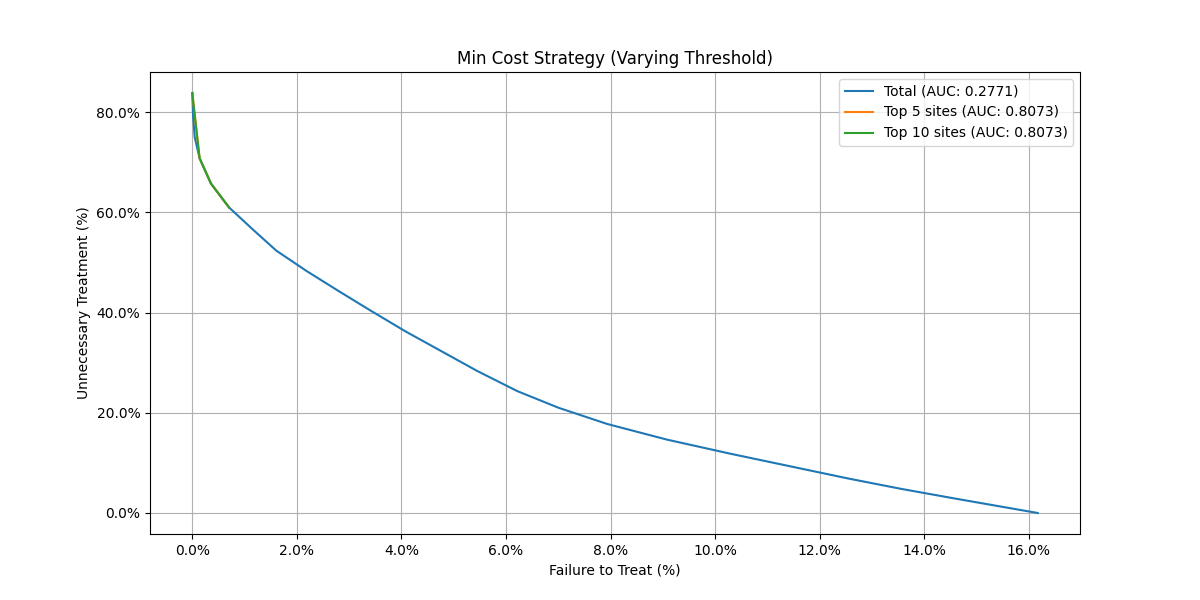 Min Cost Strategy (Varying Threshold)
Total (AUC: 0.2771)
Top 5 sites (AUC: 0.8073)
Top 10 sites (AUC: 0.8073)
Unnecessary Treatment (%)
80.0%
60.0%
40.0%
20.0%
0.0%
0.0% 2.0% 4.0% 6.0% 8.0% 10.0% 12.0% 14.0% 16.0%
Failure to Treat (%)